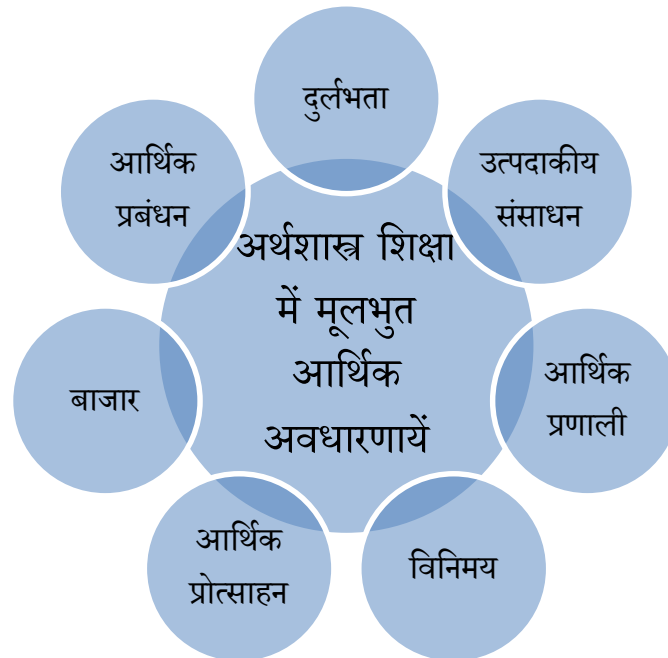 दुर्लभता
उत्पदाकीय
संसाधन
आर्थिक
प्रणाली
विनिमय
आर्थिक
प्रोत्साहन
बाजार
आर्थिक
प्रबंधन
अर्थशास्त्र शिक्षा
में मूलभुत
आर्थिक
अवधारणायें